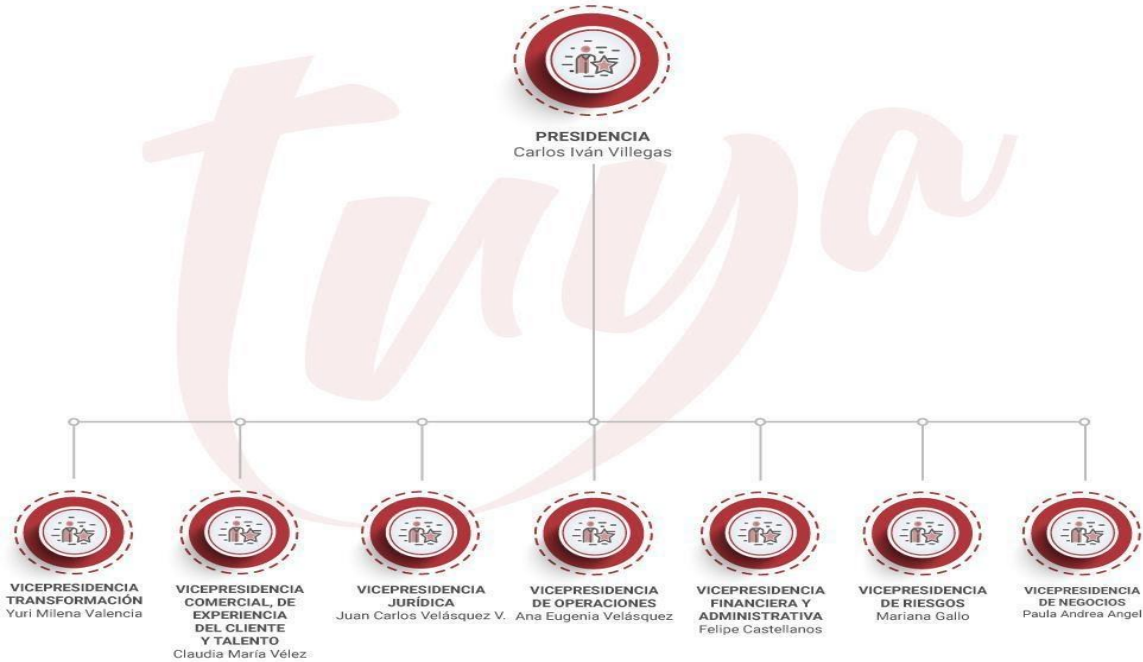 tuya
PRESIDENCIA
Carlos Iván Villegas
VICEPRESIDENCIA
TRANSFORMACIÓN
Yuri Milena Valencia
VICEPRESIDENCIA
COMERCIAL, DE
EXPERIENCIA
DEL CLIENTE
Y TALENTO
Claudia María Vélez
VICEPRESIDENCIA
JURÍDICA
Juan Carlos Velásquez V.
VICEPRESIDENCIA
DE OPERACIONES
Ana Eugenia Velásquez
VICEPRESIDENCIA
FINANCIERA Y
ADMINISTRATIVA
Felipe Castellanos
VICEPRESIDENCIA
DE RIESGOS
Mariana Gallo
VICEPRESIDENCIA
DE NEGOCIOS
Paula Andrea Angel